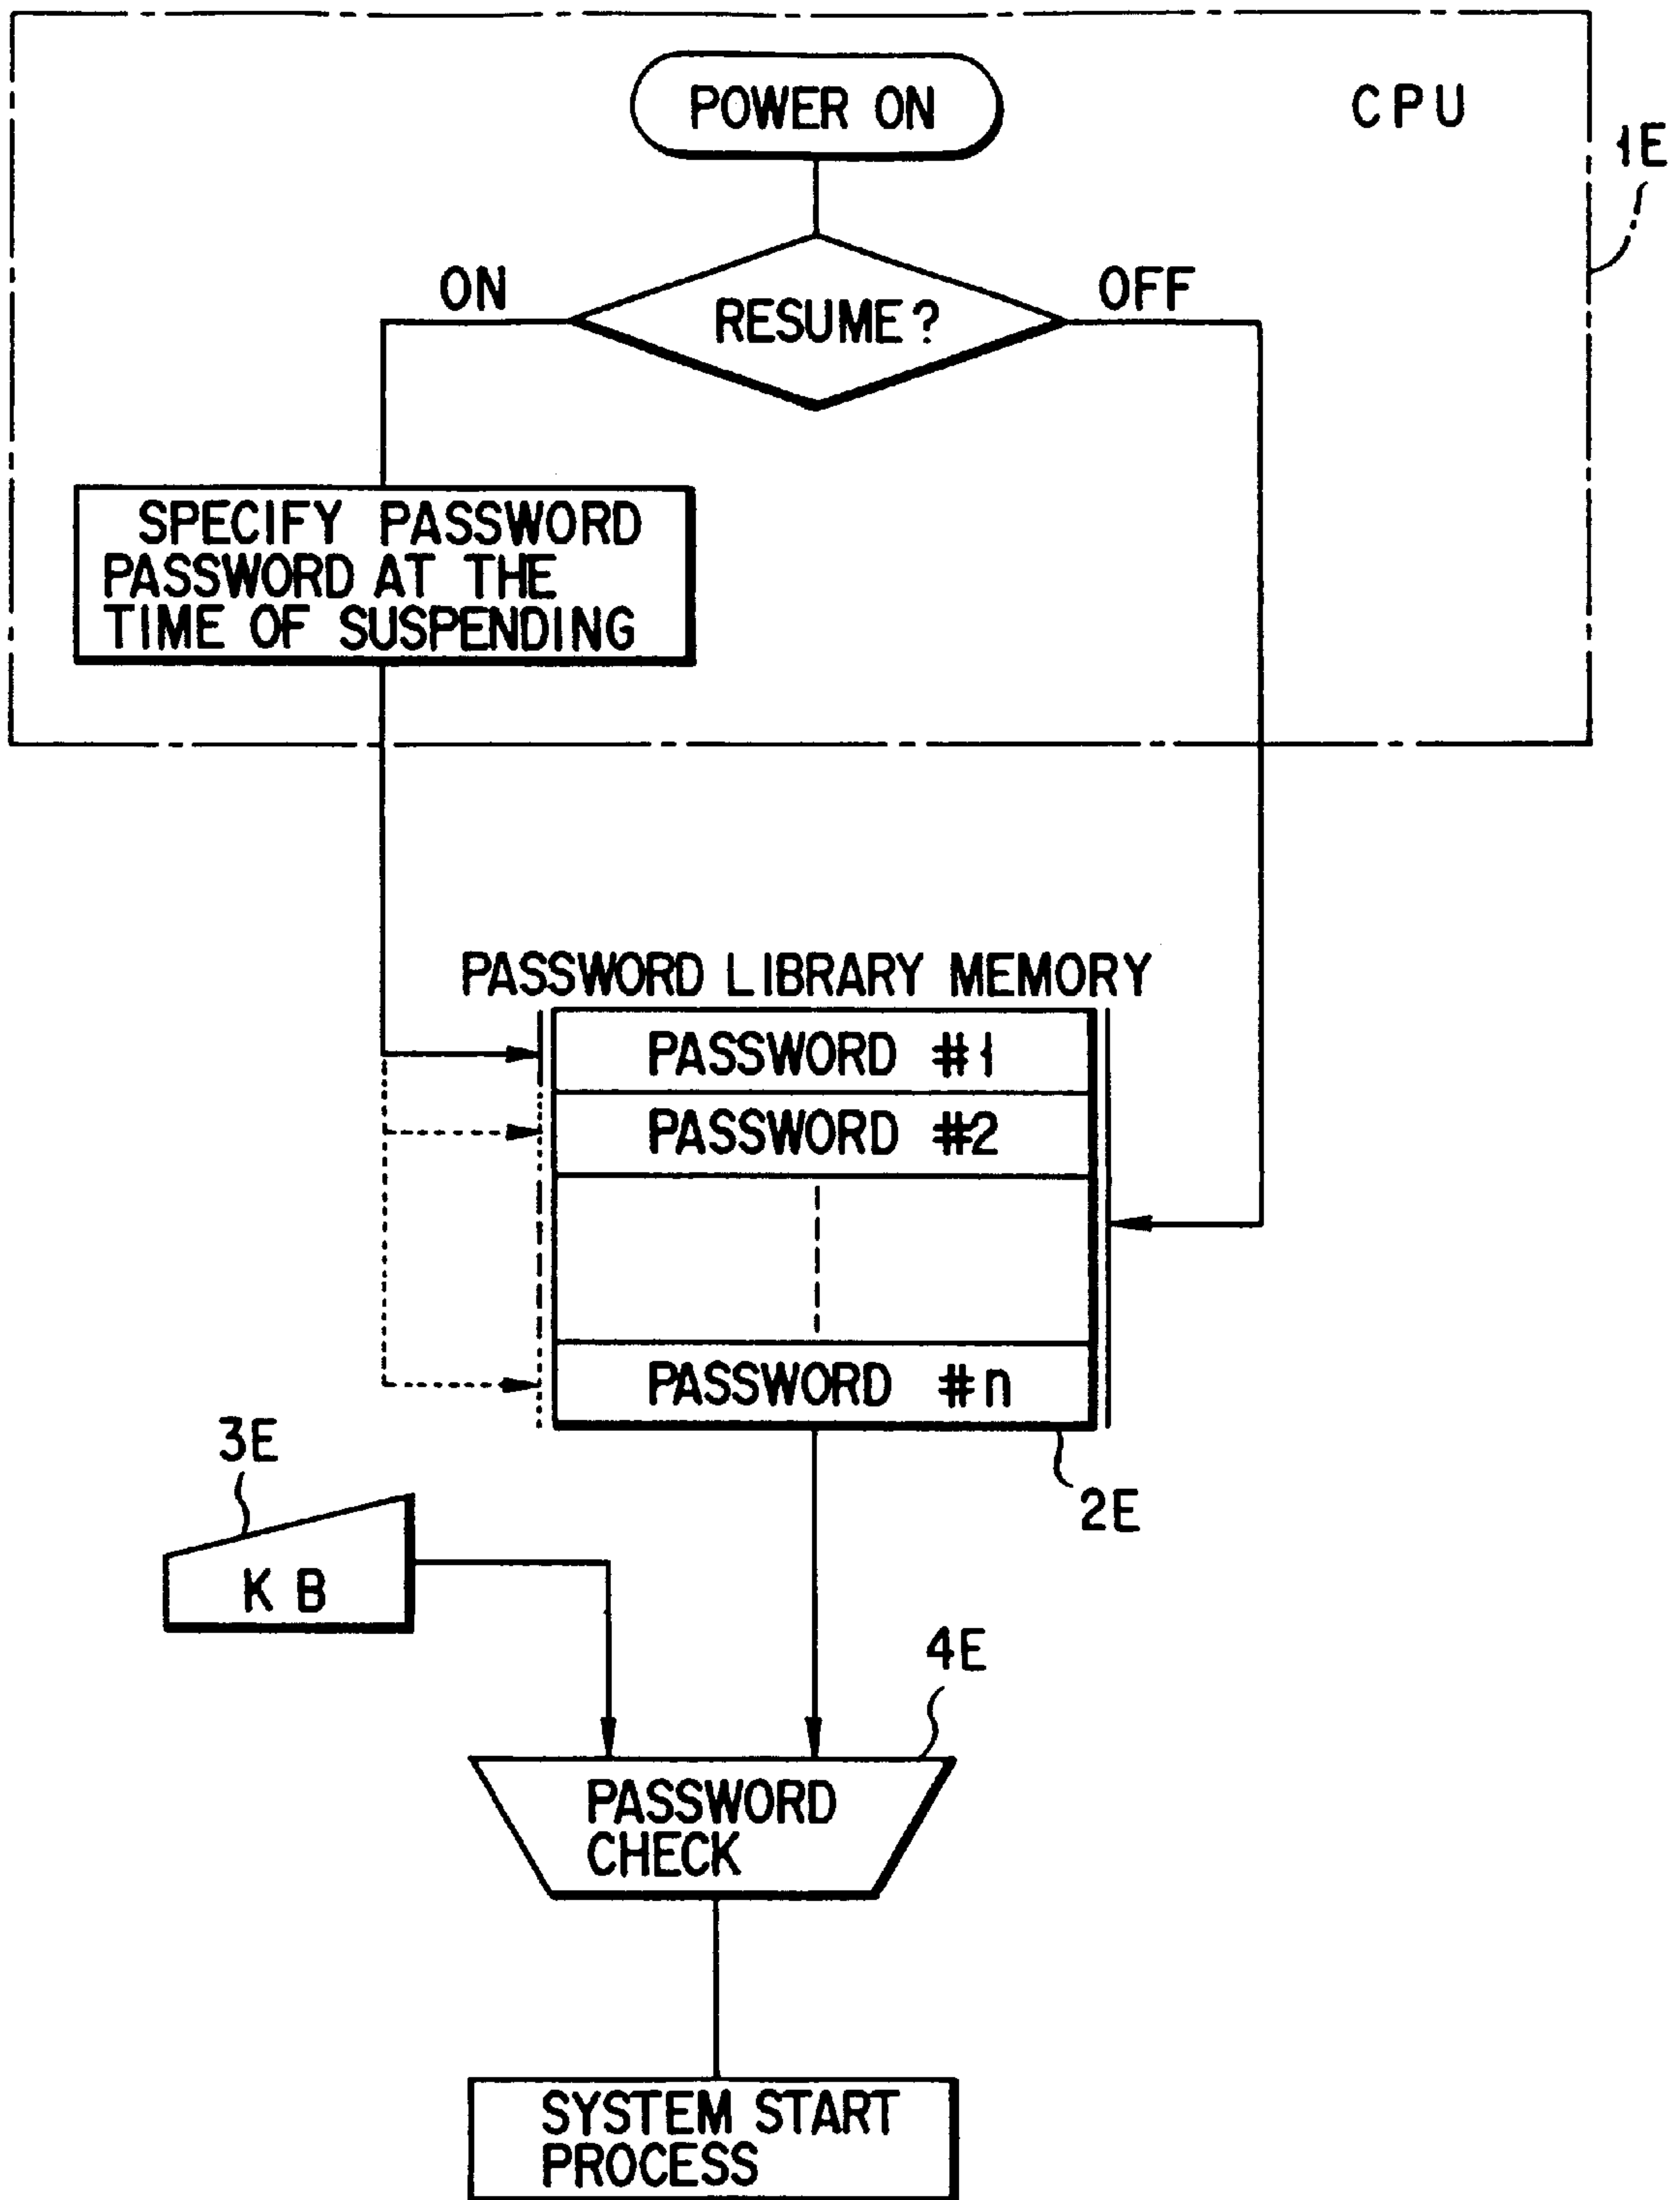 POWER ON
CPU
1E
ON
OFF
RESUME?
SPECIFY PASSWORD
PASSWORD AT THE
TIME OF SUSPENDING
PASSWORD LIBRARY MEMORY
PASSWORD #1
PASSWORD #2
PASSWORD #n
3E
2E
KB
4E
PASSWORD
CHECK
SYSTEM START
PROCESS